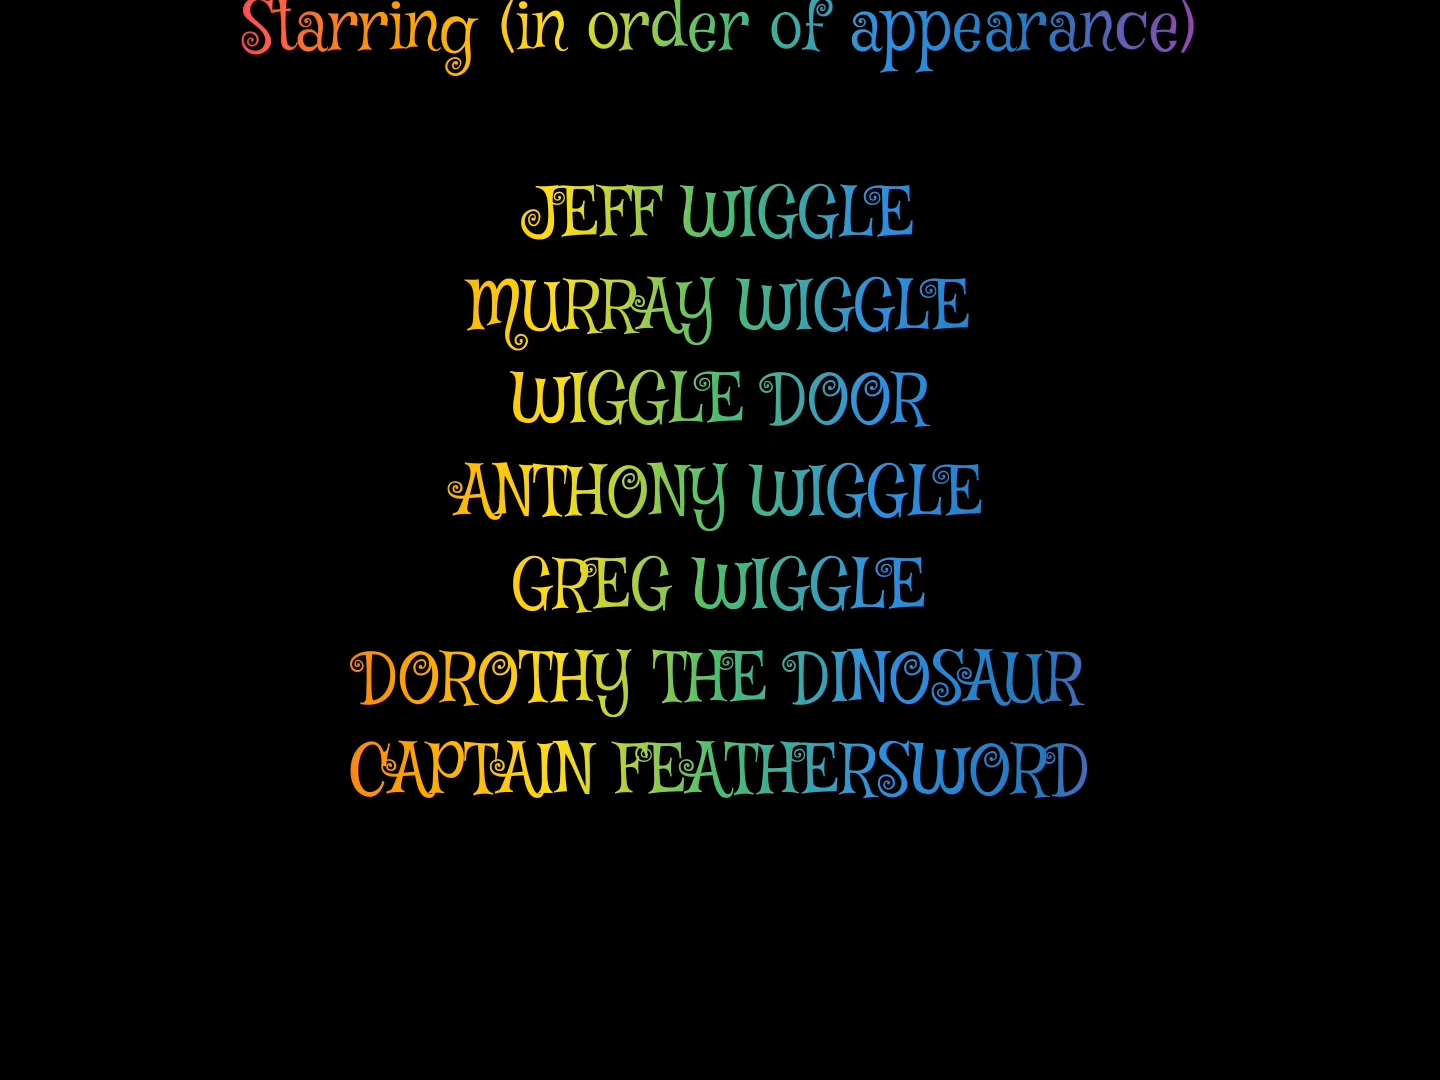 Starring (in order of appearance)
JEFF WIGGLE
MURRAY WIGGLE
WIGGLE DOOR
ANTHONY WIGGLE
GREG WIGGLE
DOROTHY THE DINOSAUR
CAPTAIN FEATHERSWORD